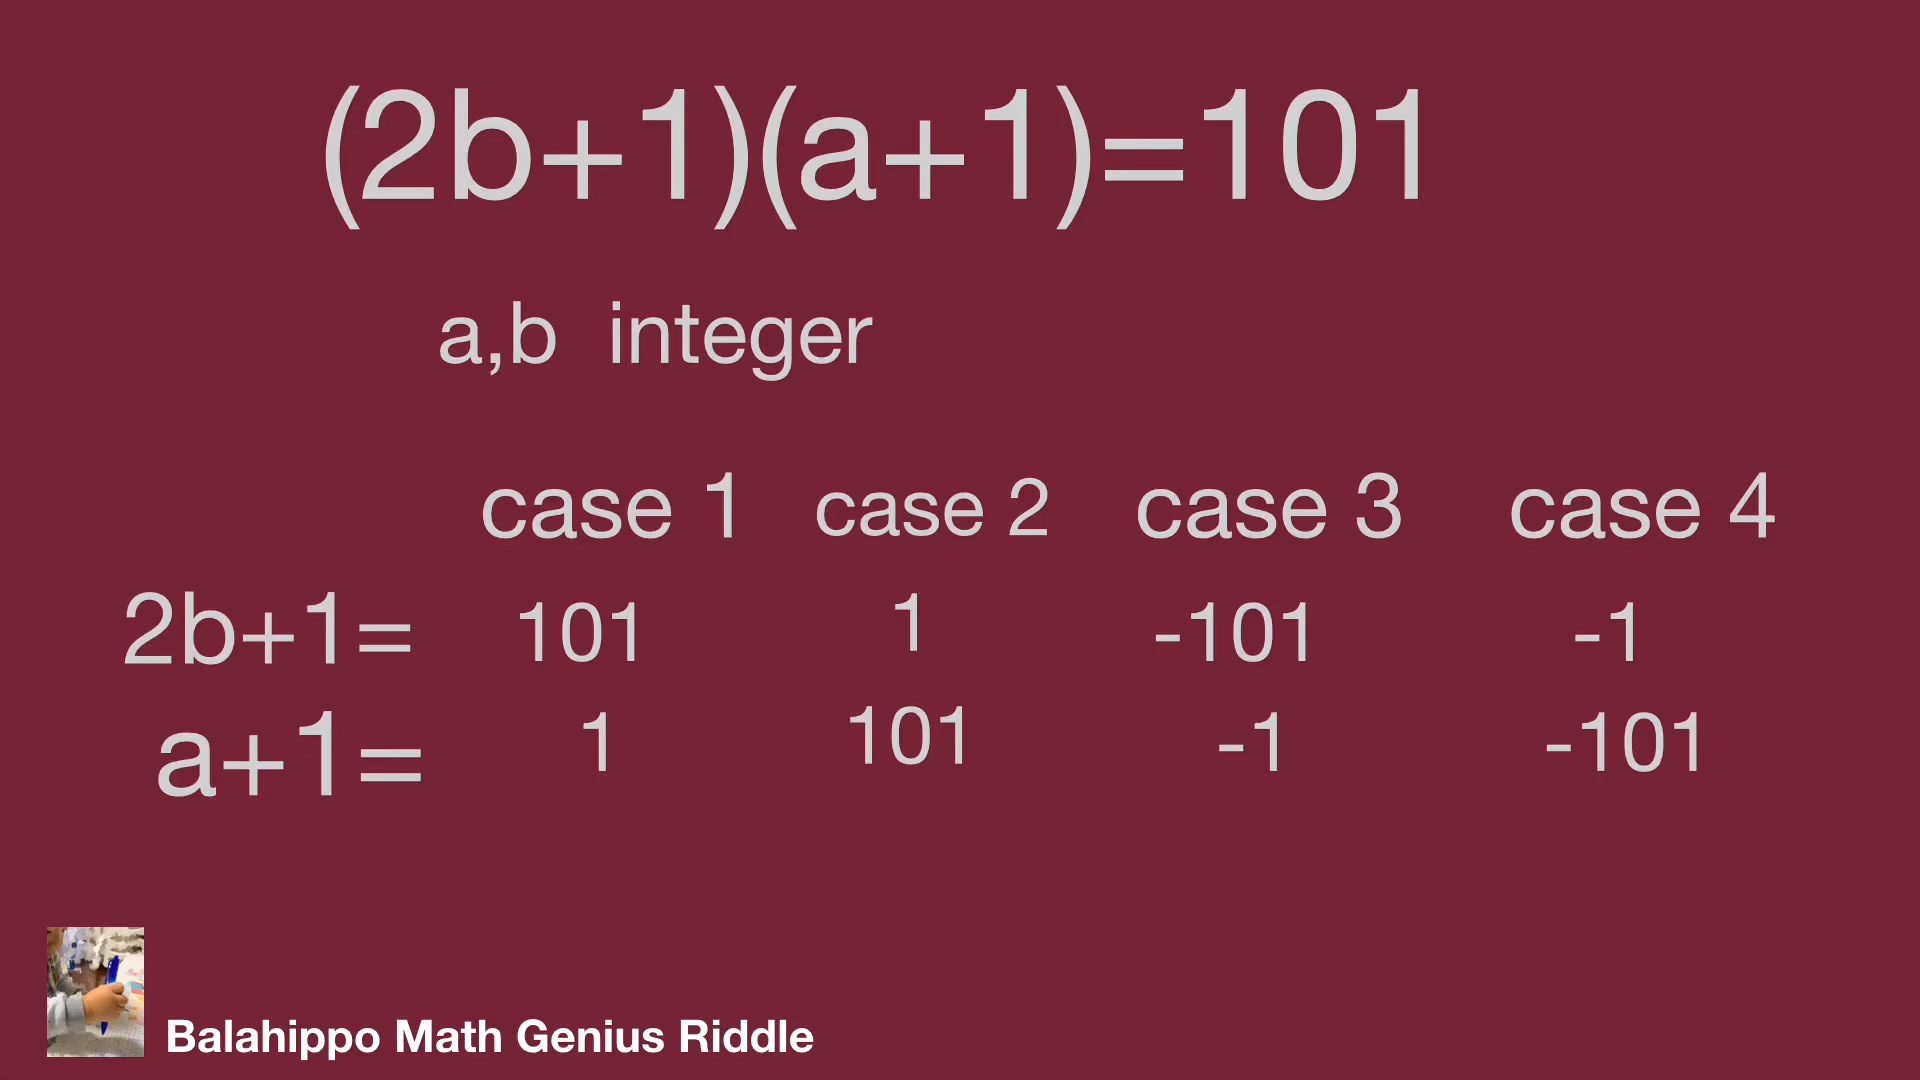 (2b+1)(a+1)=101
a,b integer
case 1 case 2 case 3 case 4
2b+1= 101 1 -101 -1
a+1= 1 101 -1 -101
Balahippo Math Genius Riddle